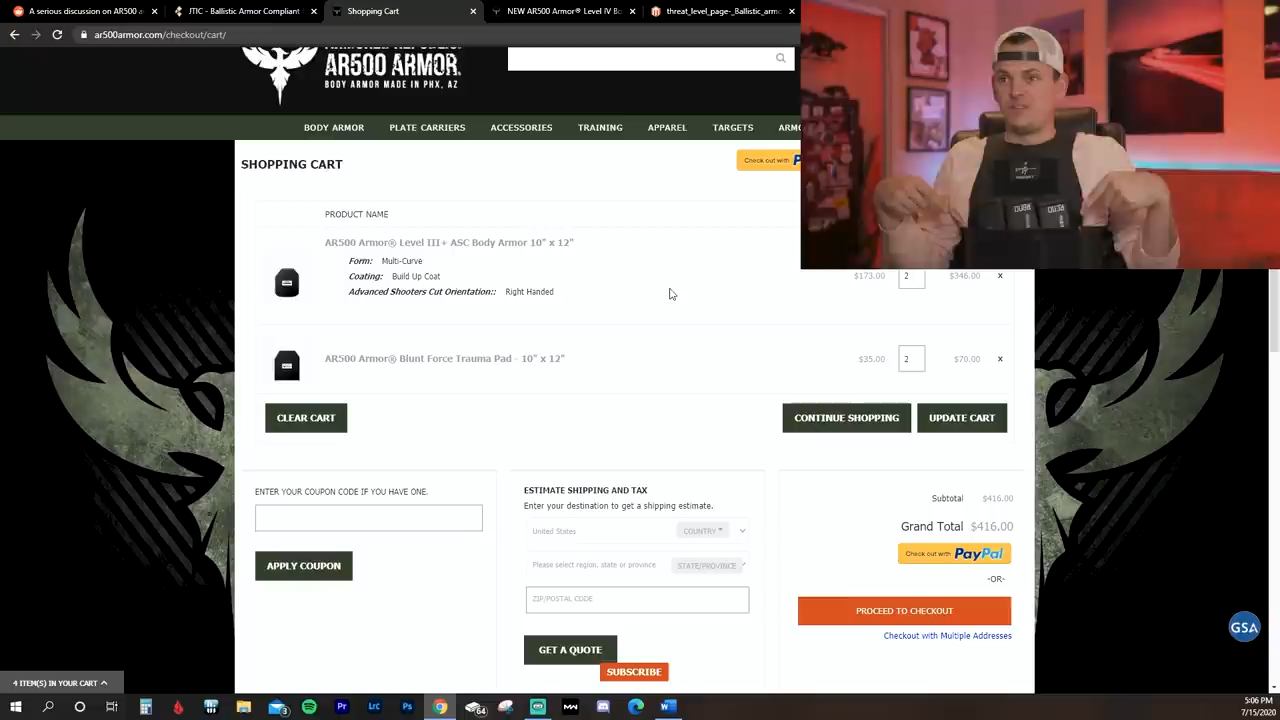 A serious discussion on AR500 a
JTIC - Ballistic Armor Compliant
Shopping Cart
NEW AR500 Armor® Level IV Bo
threat_level_page-_Ballistic_armo
ar500armor.com/checkout/cart/
AR500 ARMOR.
BODY ARMOR MADE IN PHX, AZ
BODY ARMOR
PLATE CARRIERS
ACCESSORIES
TRAINING
APPAREL
TARGETS
ARMO
SHOPPING CART
Check out with P
PRODUCT NAME
AR500 Armor® Level III+ ASC Body Armor 10" x 12"
Form: Multi-Curve
Coating: Build Up Coat
Advanced Shooters Cut Orientation:: Right Handed
$173.00 2 $346.00 x
AR500 Armor® Blunt Force Trauma Pad - 10" x 12"
$35.00 2 $70.00 x
CLEAR CART
CONTINUE SHOPPING
UPDATE CART
ENTER YOUR COUPON CODE IF YOU HAVE ONE.
APPLY COUPON
ESTIMATE SHIPPING AND TAX
Enter your destination to get a shipping estimate.
United States
COUNTRY
Please select region, state or province
STATE/PROVINCE
ZIP/POSTAL CODE
GET A QUOTE
SUBSCRIBE
Subtotal $416.00
Grand Total $416.00
Check out with PayPal
-OR-
PROCEED TO CHECKOUT
Checkout with Multiple Addresses
GSA
4 ITEM(S) IN YOUR CART
5:06 PM
7/15/2020